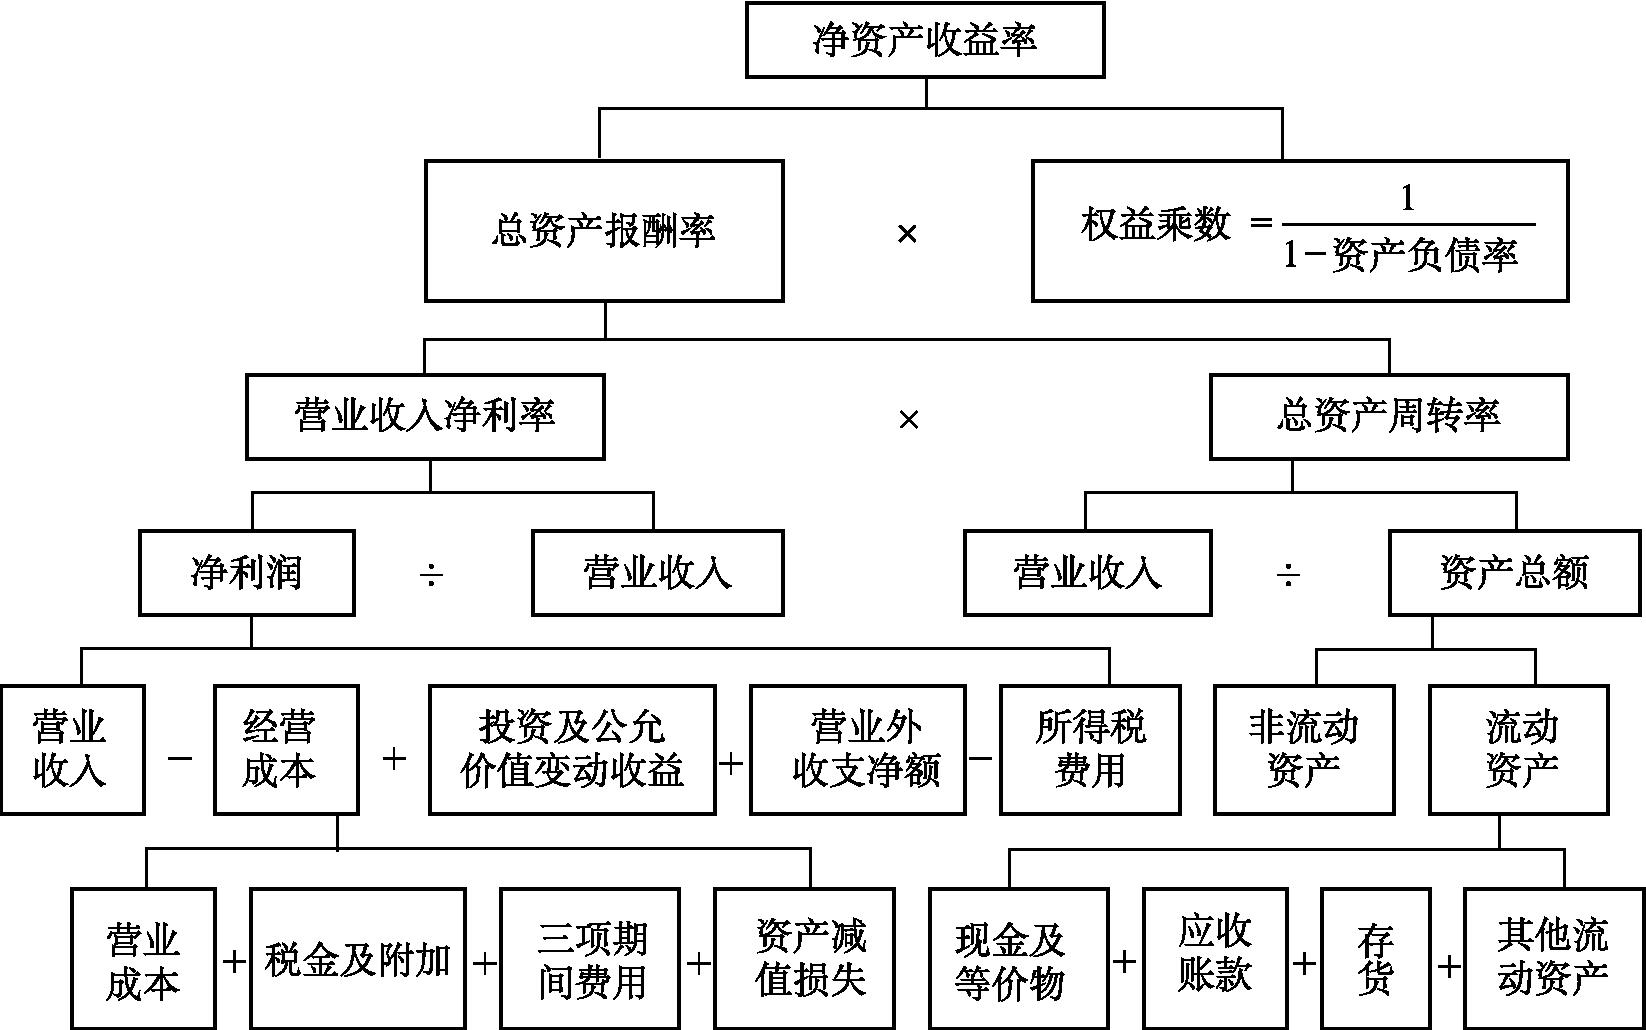 净资产收益率
总资产报酬率
×
权益乘数 =
1
1-资产负债率
营业收入净利率
×
总资产周转率
净利润
÷
营业收入
营业收入
÷
资产总额
营业
收入
-
经营
成本
+
投资及公允
价值变动收益
+
营业外
收支净额
-
所得税
费用
非流动
资产
流动
资产
营业
成本
+
税金及附加
+
三项期
间费用
+
资产减
值损失
现金及
等价物
+
应收
账款
+
存
货
+
其他流
动资产